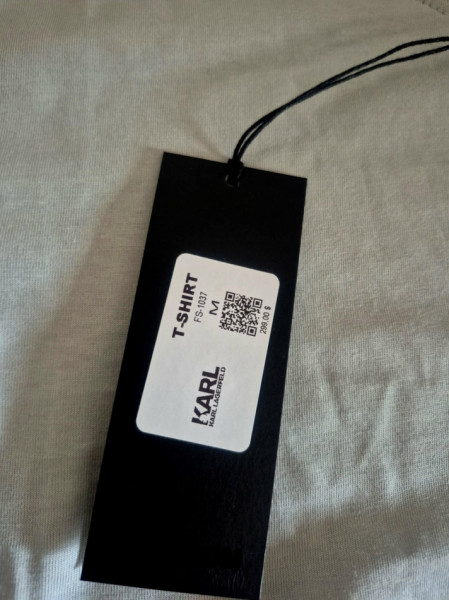 T-SHIRT
FS-1037
M
299,00 $
KARL
KARL LAGERFELD